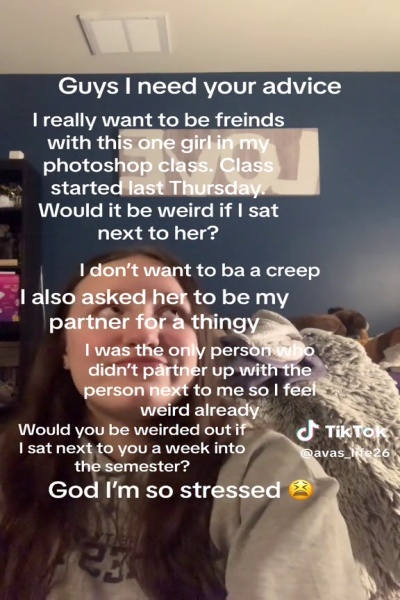 Guys I need your advice
I really want to be freinds
with this one girl in my
photoshop class. Class
started last Thursday.
Would it be weird if I sat
next to her?
I don't want to ba a creep
I also asked her to be my
partner for a thingy
I was the only person who
didn't partner up with the
person next to me so I feel
weird already
Would you be weirded out if
I sat next to you a week into
the semester?
God I'm so stressed 😫
TikTok
@avas_life26